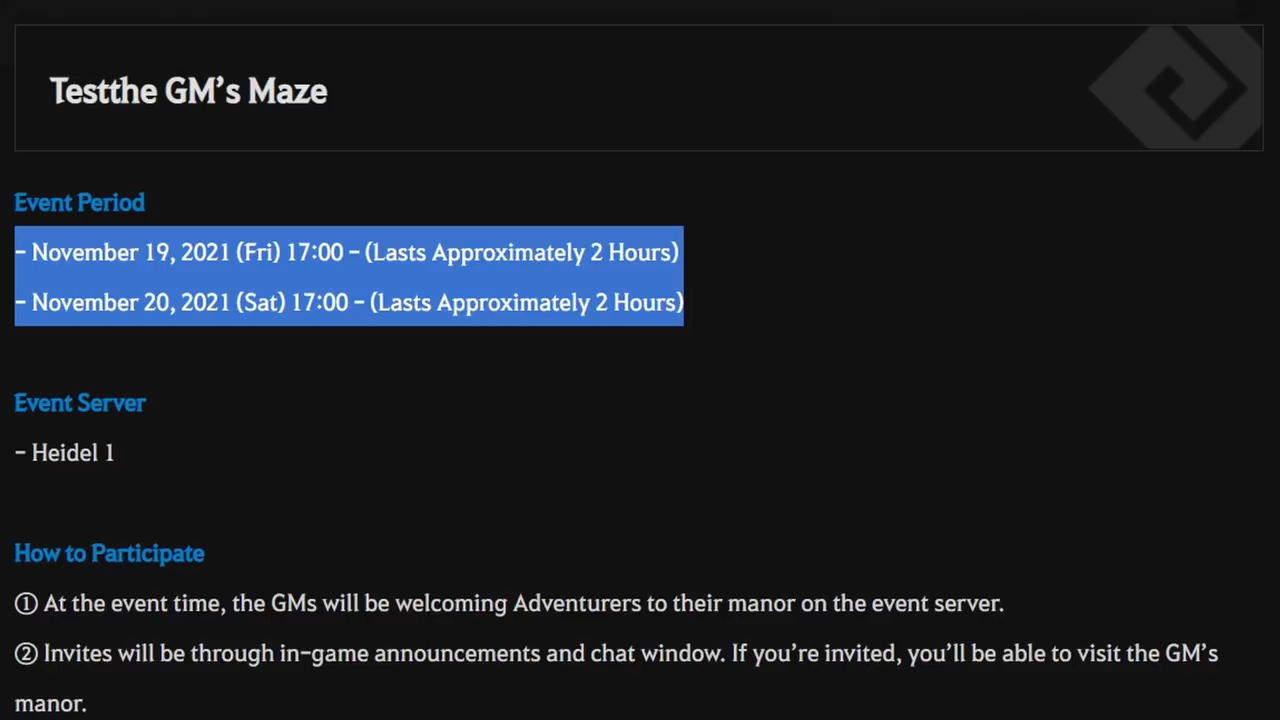 Testthe GM’s Maze
Event Period
- November 19, 2021 (Fri) 17:00 - (Lasts Approximately 2 Hours)
- November 20, 2021 (Sat) 17:00 - (Lasts Approximately 2 Hours)
Event Server
- Heidel 1
How to Participate
① At the event time, the GMs will be welcoming Adventurers to their manor on the event server.
② Invites will be through in-game announcements and chat window. If you’re invited, you’ll be able to visit the GM’s
manor.